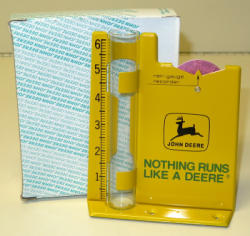 6
5
4
3
2
1
rain gauge
recorder
JOHN DEERE
NOTHING RUNS
LIKE A DEERE®